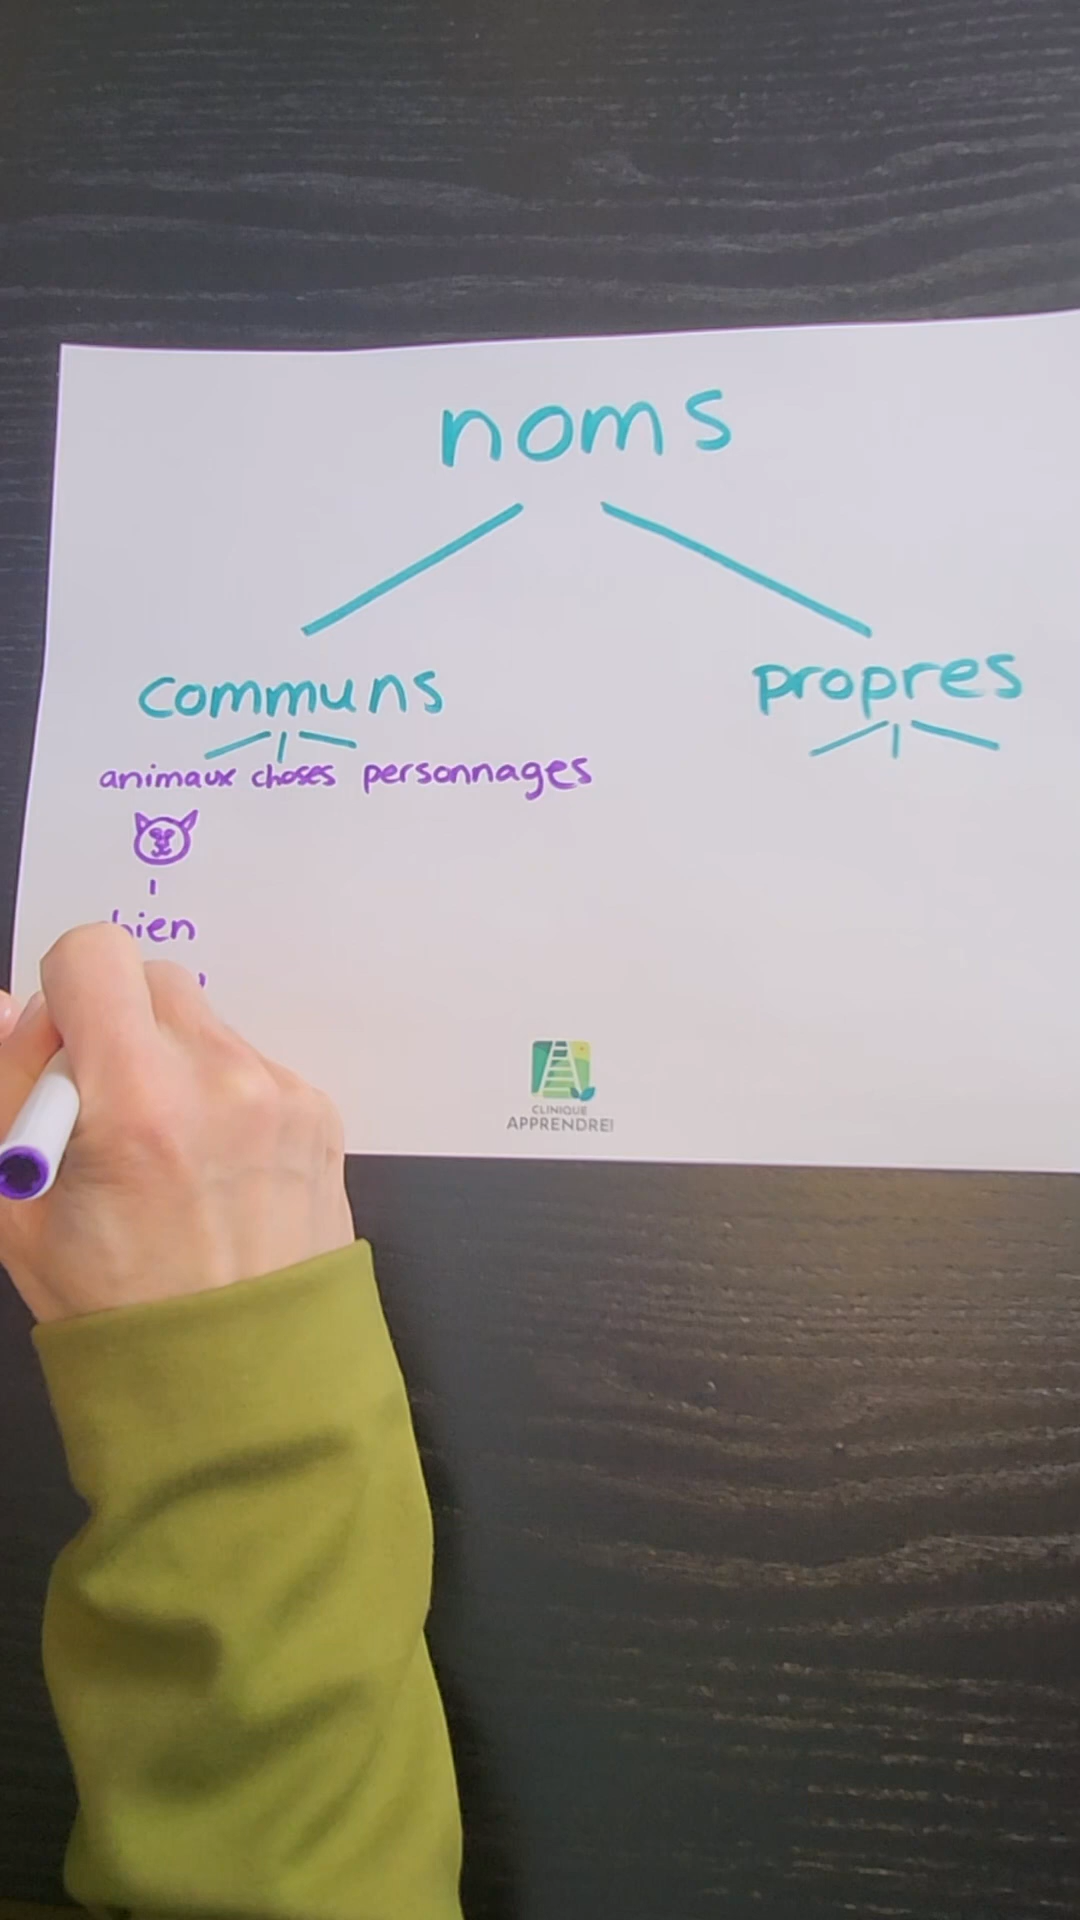 noms
communs propres
animaux choses personnages
CLINIQUE
APPRENDRE!